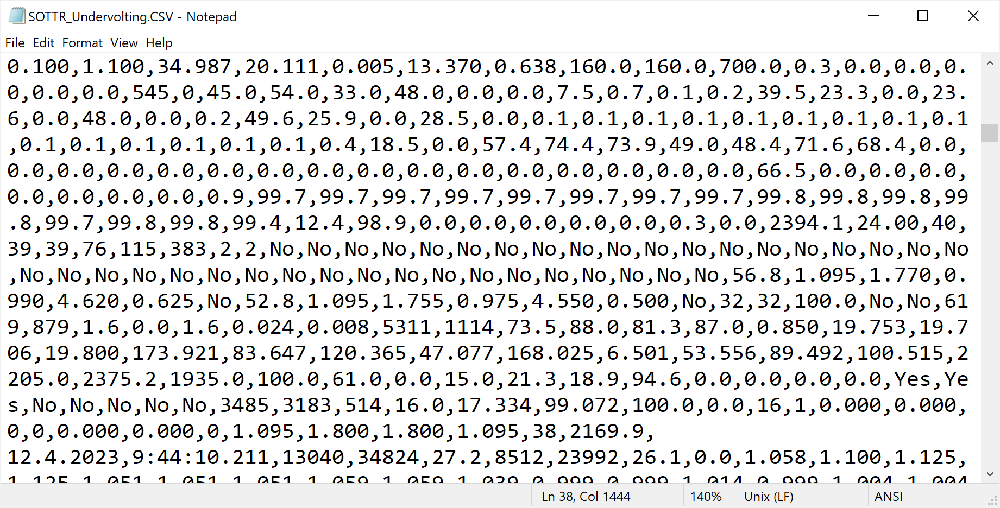 SOTTR_Undervolting.CSV - Notepad
File Edit Format View Help
0.100,1.100,34.987,20.111,0.005,13.370,0.638,160.0,160.0,700.0,0.3,0.0,0.0,0.
0,0.0,0.0,545,0,45.0,54.0,33.0,48.0,0.0,0.0,7.5,0.7,0.1,0.2,39.5,23.3,0.0,23.
6,0.0,48.0,0.0,0.2,49.6,25.9,0.0,28.5,0.0,0.1,0.1,0.1,0.1,0.1,0.1,0.1,0.1,0.1
,0.1,0.1,0.1,0.1,0.1,0.1,0.4,18.5,0.0,57.4,74.4,73.9,49.0,48.4,71.6,68.4,0.0,
0.0,0.0,0.0,0.0,0.0,0.0,0.0,0.0,0.0,0.0,0.0,0.0,0.0,0.0,0.0,66.5,0.0,0.0,0.0,
0.0,0.0,0.0,0.0,0.9,99.7,99.7,99.7,99.7,99.7,99.7,99.7,99.7,99.8,99.8,99.8,99
.8,99.7,99.8,99.8,99.4,12.4,98.9,0.0,0.0,0.0,0.0,0.0,0.3,0.0,2394.1,24.00,40,
39,39,76,115,383,2,2,No,No,No,No,No,No,No,No,No,No,No,No,No,No,No,No,No,No,No
,No,No,No,No,No,No,No,No,No,No,No,No,No,No,No,No,No,No,No,56.8,1.095,1.770,0.
990,4.620,0.625,No,52.8,1.095,1.755,0.975,4.550,0.500,No,32,32,100.0,No,No,61
9,879,1.6,0.0,1.6,0.024,0.008,5311,1114,73.5,88.0,81.3,87.0,0.850,19.753,19.7
06,19.800,173.921,83.647,120.365,47.077,168.025,6.501,53.556,89.492,100.515,2
205.0,2375.2,1935.0,100.0,61.0,0.0,15.0,21.3,18.9,94.6,0.0,0.0,0.0,0.0,Yes,Ye
s,No,No,No,No,No,3485,3183,514,16.0,17.334,99.072,100.0,0.0,16,1,0.000,0.000,
0,0,0.000,0.000,0,1.095,1.800,1.800,1.095,38,2169.9,
12.4.2023,9:44:10.211,13040,34824,27.2,8512,23992,26.1,0.0,1.058,1.100,1.125,
1.125,1.051,1.051,1.051,1.059,1.059,1.039,0.999,0.999,1.014,0.999,1.004,1.004
Ln 38, Col 1444
140%
Unix (LF)
ANSI